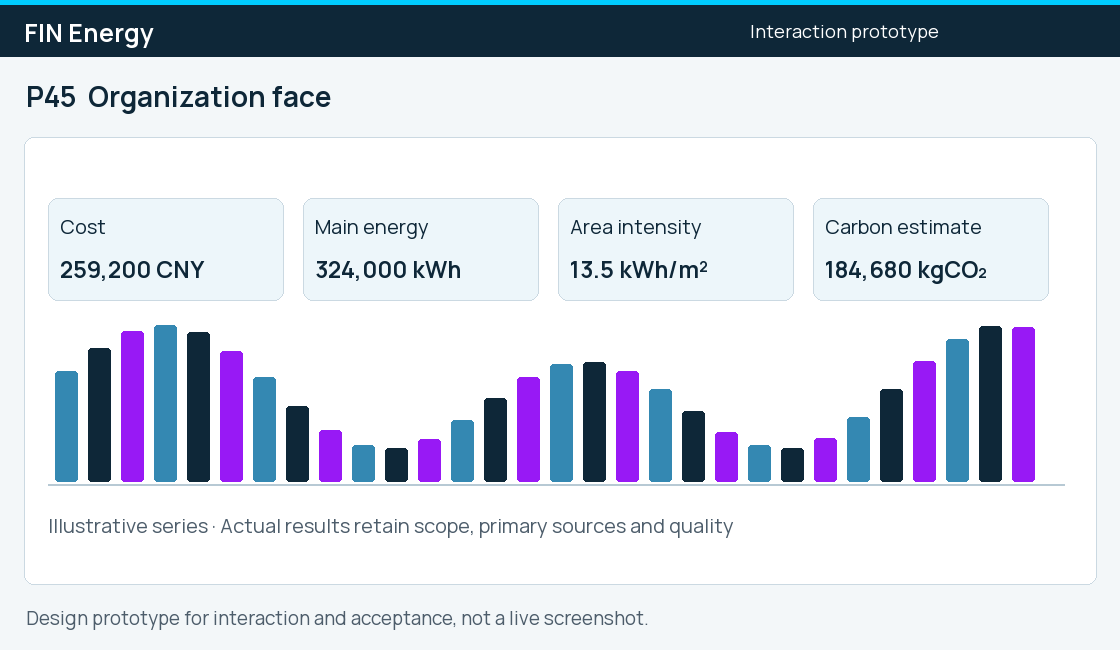 FIN Energy
Interaction prototype
P45 Organization face
Cost
259,200 CNY
Main energy
324,000 kWh
Area intensity
13.5 kWh/m²
Carbon estimate
184,680 kgCO₂
Illustrative series · Actual results retain scope, primary sources and quality
Design prototype for interaction and acceptance, not a live screenshot.